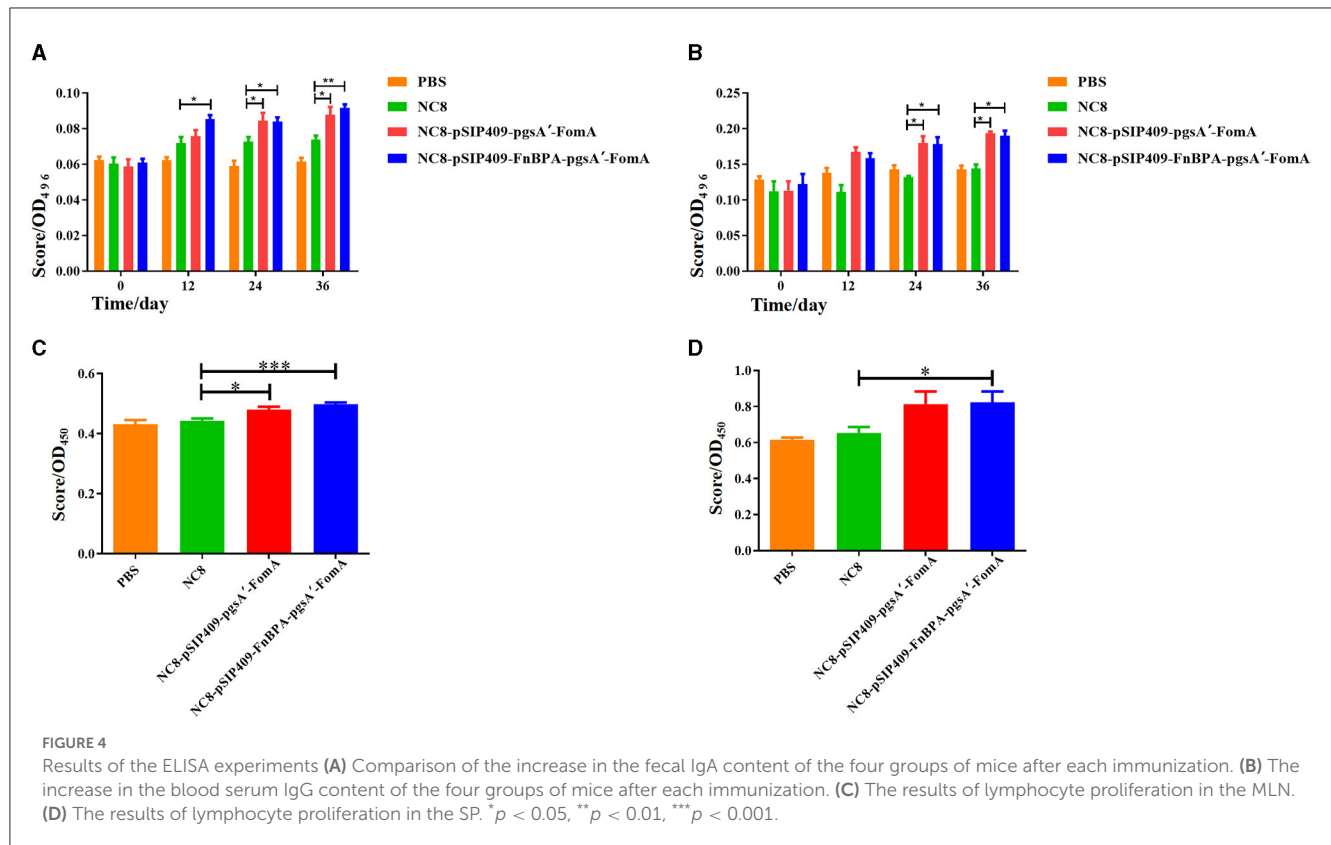 A
0.10
0.08
0.06
0.04
0.02
0.00
Score/OD496
0
12
24
36
Time/day
*
*
*
**
*
PBS
NC8
NC8-pSIP409-pgsA′-FomA
NC8-pSIP409-FnBPA-pgsA′-FomA
B
0.25
0.20
0.15
0.10
0.05
0.00
Score/OD496
0
12
24
36
Time/day
*
*
*
*
PBS
NC8
NC8-pSIP409-pgsA′-FomA
NC8-pSIP409-FnBPA-pgsA′-FomA
C
0.6
0.4
0.2
0.0
Score/OD450
***
*
PBS
NC8
NC8-pSIP409-pgsA′-FomA
NC8-pSIP409-FnBPA-pgsA′-FomA
D
1.0
0.8
0.6
0.4
0.2
0.0
Score/OD450
*
PBS
NC8
NC8-pSIP409-pgsA′-FomA
NC8-pSIP409-FnBPA-pgsA′-FomA
FIGURE 4
Results of the ELISA experiments (A) Comparison of the increase in the fecal IgA content of the four groups of mice after each immunization. (B) The
increase in the blood serum IgG content of the four groups of mice after each immunization. (C) The results of lymphocyte proliferation in the MLN.
(D) The results of lymphocyte proliferation in the SP. *p < 0.05, **p < 0.01, ***p < 0.001.